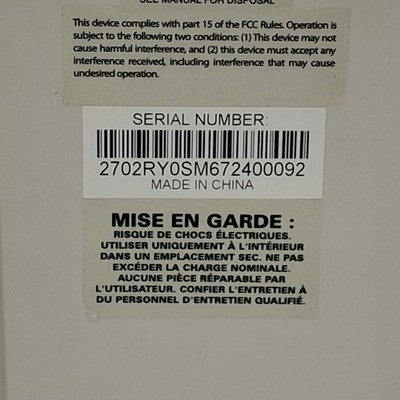 SEE MANUAL FOR DISPOSAL
This device complies with part 15 of the FCC Rules. Operation is
subject to the following two conditions: (1) This device may not
cause harmful interference, and (2) this device must accept any
interference received, including interference that may cause
undesired operation.
SERIAL NUMBER:
2702RY0SM672400092
MADE IN CHINA
MISE EN GARDE :
RISQUE DE CHOCS ÉLECTRIQUES.
UTILISER UNIQUEMENT À L'INTÉRIEUR
DANS UN EMPLACEMENT SEC. NE PAS
EXCÉDER LA CHARGE NOMINALE.
AUCUNE PIÈCE RÉPARABLE PAR
L'UTILISATEUR. CONFIER L'ENTRETIEN À
DU PERSONNEL D'ENTRETIEN QUALIFIÉ.